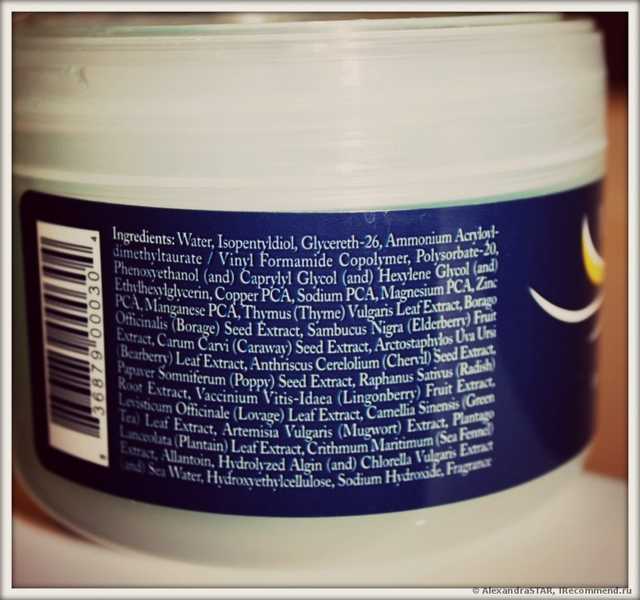 Ingredients: Water, Isopentyldiol, Glycereth-26, Ammonium Acryloyl-
dimethyltaurate / Vinyl Formamide Copolymer, Polysorbate-20,
Phenoxyethanol (and) Caprylyl Glycol (and) Hexylene Glycol (and)
Ethylhexylglycerin, Copper PCA, Sodium PCA, Magnesium PCA, Zinc
PCA, Manganese PCA, Thymus (Thyme) Vulgaris Leaf Extract, Borago
Officinalis (Borage) Seed Extract, Sambucus Nigra (Elderberry) Fruit
Extract, Carum Carvi (Caraway) Seed Extract, Arctostaphylos Uva Ursi
(Bearberry) Leaf Extract, Anthriscus Cerelolium (Chervil) Seed Extract,
Papaver Somniferum (Poppy) Seed Extract, Raphanus Sativus (Radish)
Root Extract, Vaccinium Vitis-Idaea (Lingonberry) Fruit Extract,
Levisticum Officinale (Lovage) Leaf Extract, Camellia Sinensis (Green
Tea) Leaf Extract, Artemisia Vulgaris (Mugwort) Extract, Plantago
Lanceolata (Plantain) Leaf Extract, Crithmum Maritimum (Sea Fennel)
Extract, Allantoin, Hydrolyzed Algin (and) Chlorella Vulgaris Extract
(and) Sea Water, Hydroxyethylcellulose, Sodium Hydroxide, Fragrance
36879 00030 4
© AlexandraSTAR, IRecommend.ru